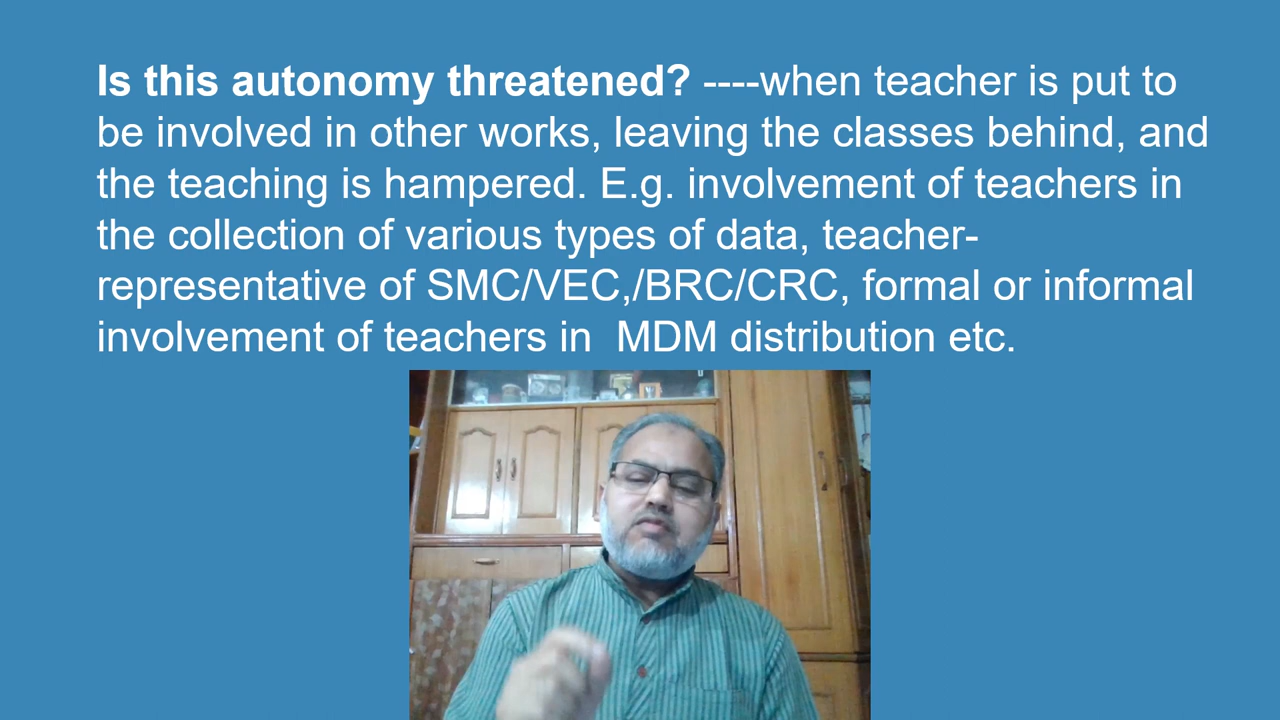 Is this autonomy threatened? ----when teacher is put to
be involved in other works, leaving the classes behind, and
the teaching is hampered. E.g. involvement of teachers in
the collection of various types of data, teacher-
representative of SMC/VEC,/BRC/CRC, formal or informal
involvement of teachers in  MDM distribution etc.